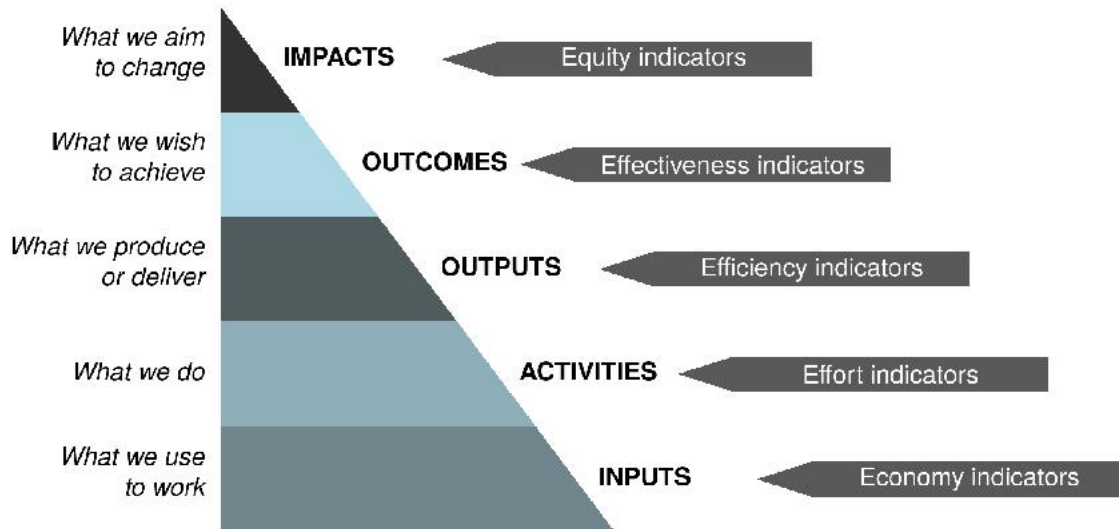 What we aim
to change
IMPACTS
Equity indicators
What we wish
to achieve
OUTCOMES
Effectiveness indicators
What we produce
or deliver
OUTPUTS
Efficiency indicators
What we do
ACTIVITIES
Effort indicators
What we use
to work
INPUTS
Economy indicators